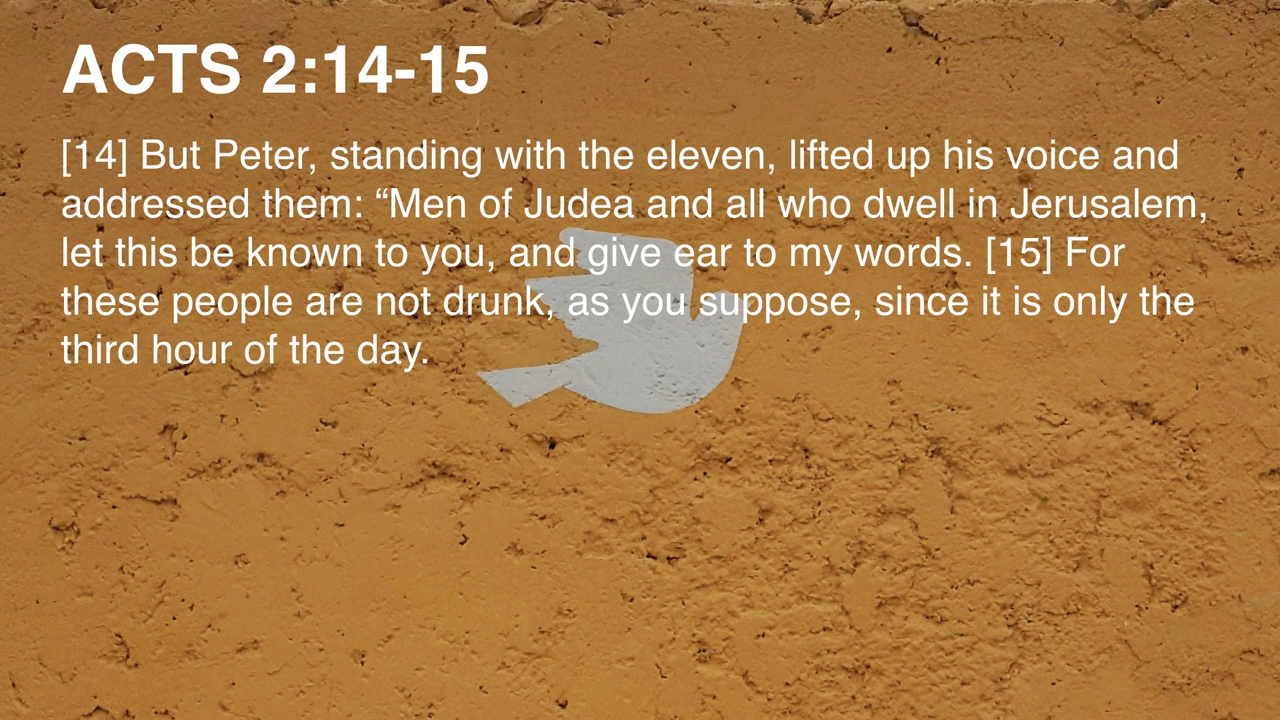 ACTS 2:14-15
[14] But Peter, standing with the eleven, lifted up his voice and
addressed them: “Men of Judea and all who dwell in Jerusalem,
let this be known to you, and give ear to my words. [15] For
these people are not drunk, as you suppose, since it is only the
third hour of the day.